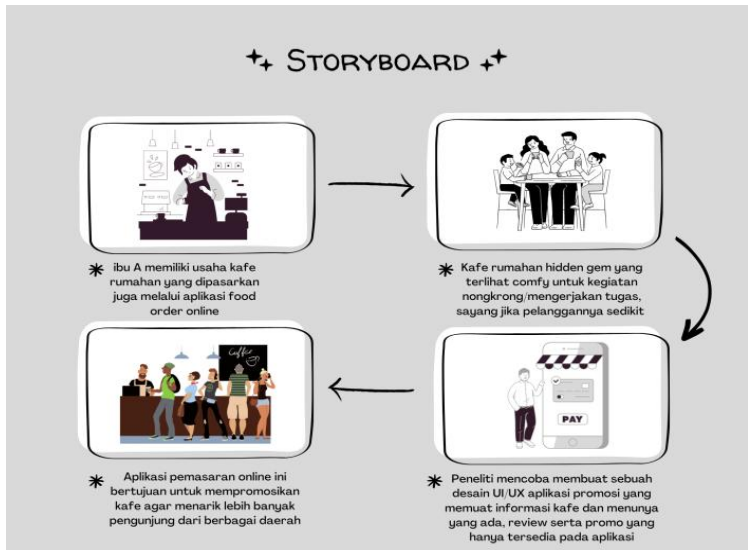 STORYBOARD
ibu A memiliki usaha kafe
rumahan yang dipasarkan
juga melalui aplikasi food
order online
Kafe rumahan hidden gem yang
terlihat comfy untuk kegiatan
nongkrong/mengerjakan tugas,
sayang jika pelanggannya sedikit
PAY
Peneliti mencoba membuat sebuah
desain UI/UX aplikasi promosi yang
memuat informasi kafe dan menunya
yang ada, review serta promo yang
hanya tersedia pada aplikasi
Coffee
Aplikasi pemasaran online ini
bertujuan untuk mempromosikan
kafe agar menarik lebih banyak
pengunjung dari berbagai daerah